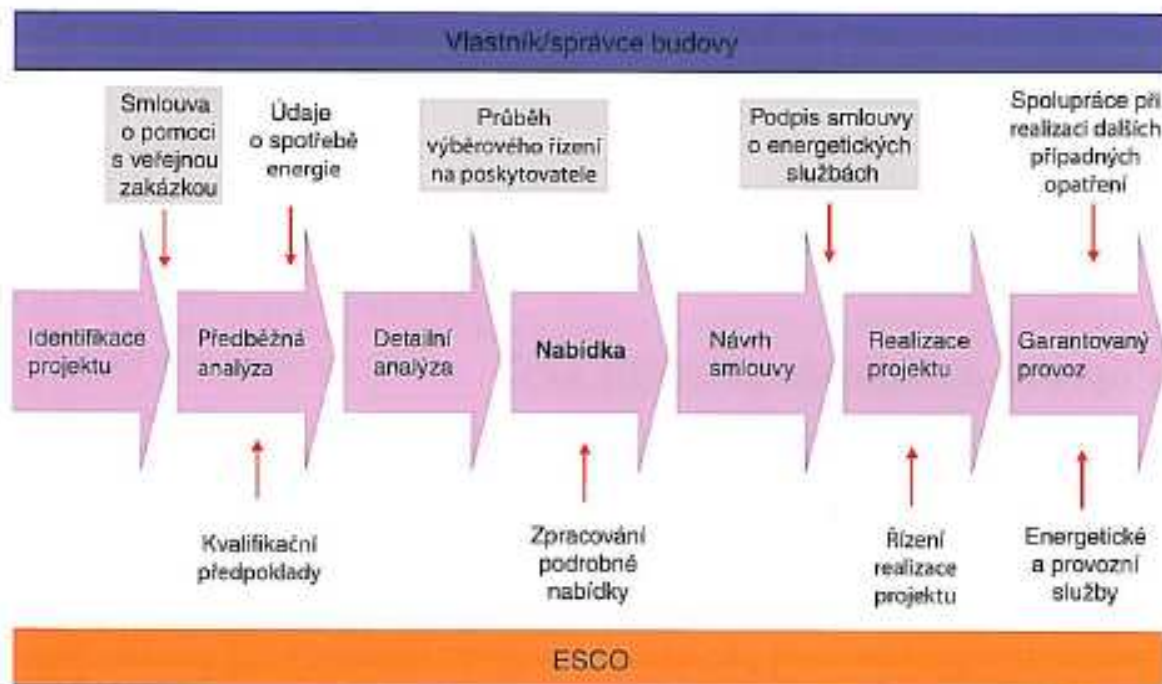 Vlastník/správce budovy
Smlouva
o pomoci
s veřejnou
zakázkou
Údaje
o spotřebě
energie
Průběh
výběrového řízení
na poskytovatele
Podpis smlouvy
o energetických
službách
Spolupráce při
realizaci dalších
případných
opatření
Identifikace
projektu
Předběžná
analýza
Detailní
analýza
Nabídka
Návrh
smlouvy
Realizace
projektu
Garantovaný
provoz
Kvalifikační
předpoklady
Zpracování
podrobné
nabídky
Řízení
realizace
projektu
Energetické
a provozní
služby
ESCO